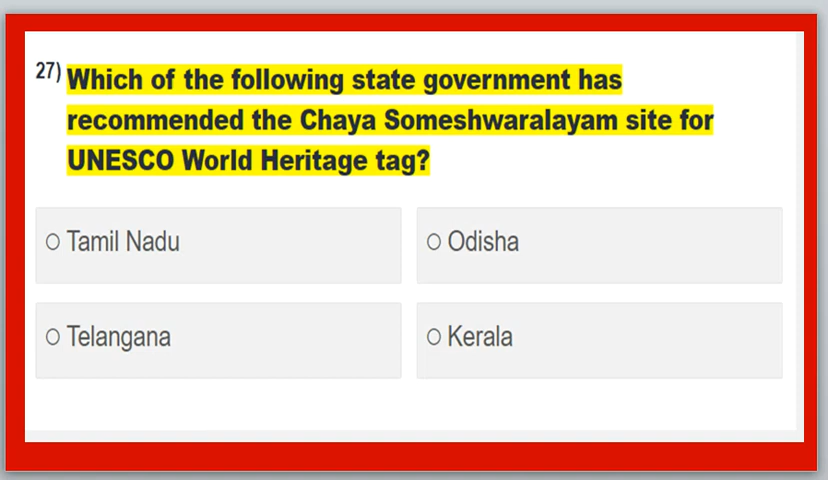 27) Which of the following state government has
recommended the Chaya Someshwaralayam site for
UNESCO World Heritage tag?
Tamil Nadu
Odisha
Telangana
Kerala